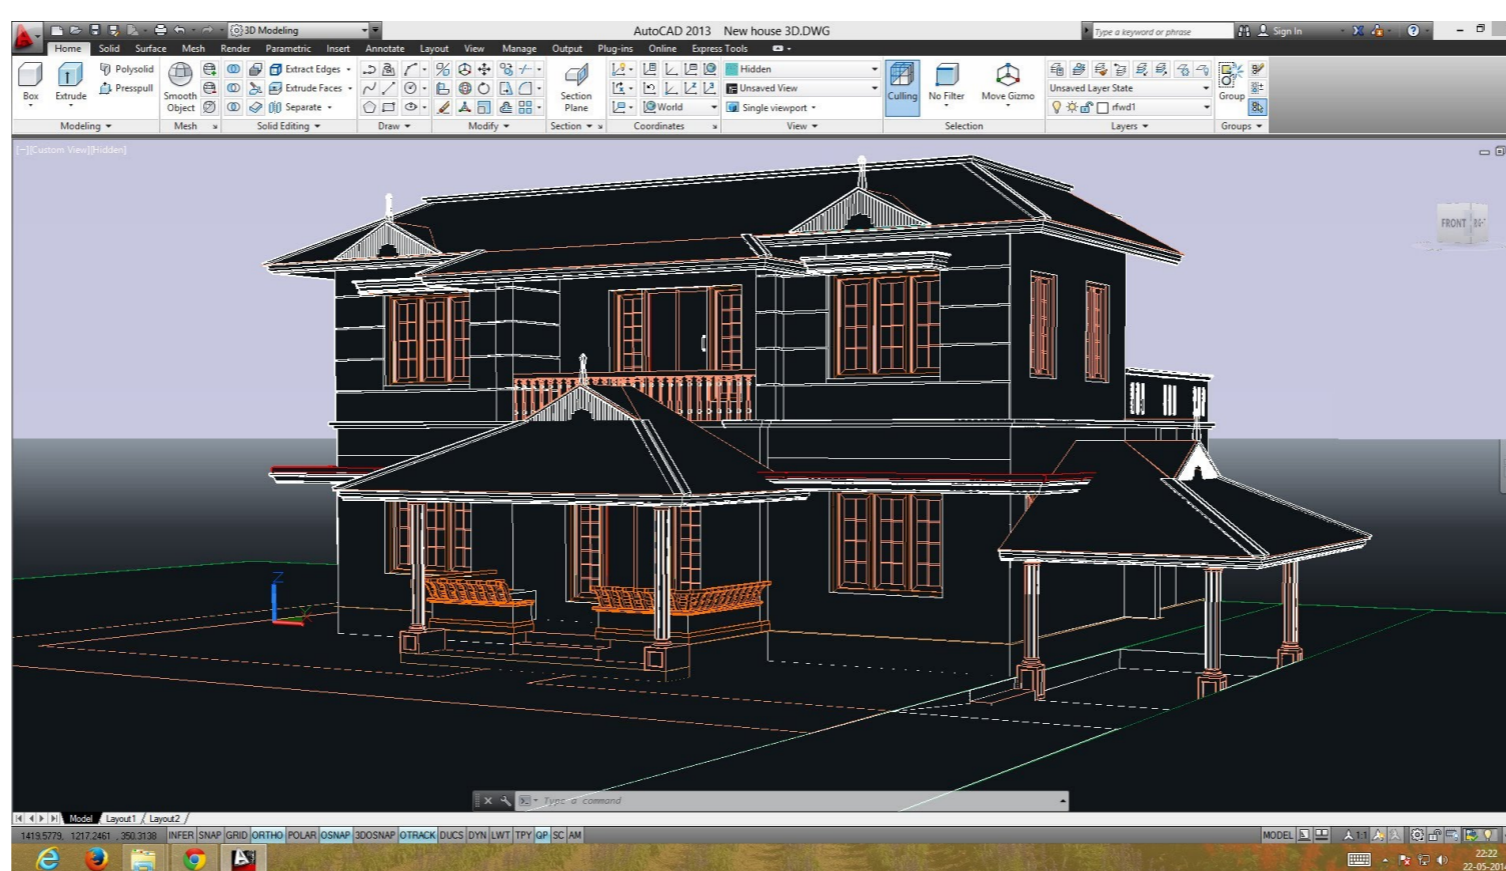 3D Modeling
AutoCAD 2013 New house 3D.DWG
Type a keyword or phrase
Sign In
Home Solid Surface Mesh Render Parametric Insert Annotate Layout View Manage Output Plug-ins Online Express Tools
Box
Extrude
Polysolid
Presspull
Smooth
Object
Extract Edges
Extrude Faces
Separate
Section
Plane
World
Hidden
Unsaved View
Single viewport
Culling
No Filter
Move Gizmo
Unsaved Layer State
rfwd1
Group
Modeling Mesh Solid Editing Draw Modify Section Coordinates View Selection Layers Groups
[−][Custom View][Hidden]
FRONT
Z
X
Type a command
Model Layout1 Layout2
1419.5779, 1217.2461 , 350.3138 INFER SNAP GRID ORTHO POLAR OSNAP 3DOSNAP OTRACK DUCS DYN LWT TPY QP SC AM
MODEL
1:1
22:22
22-05-2014